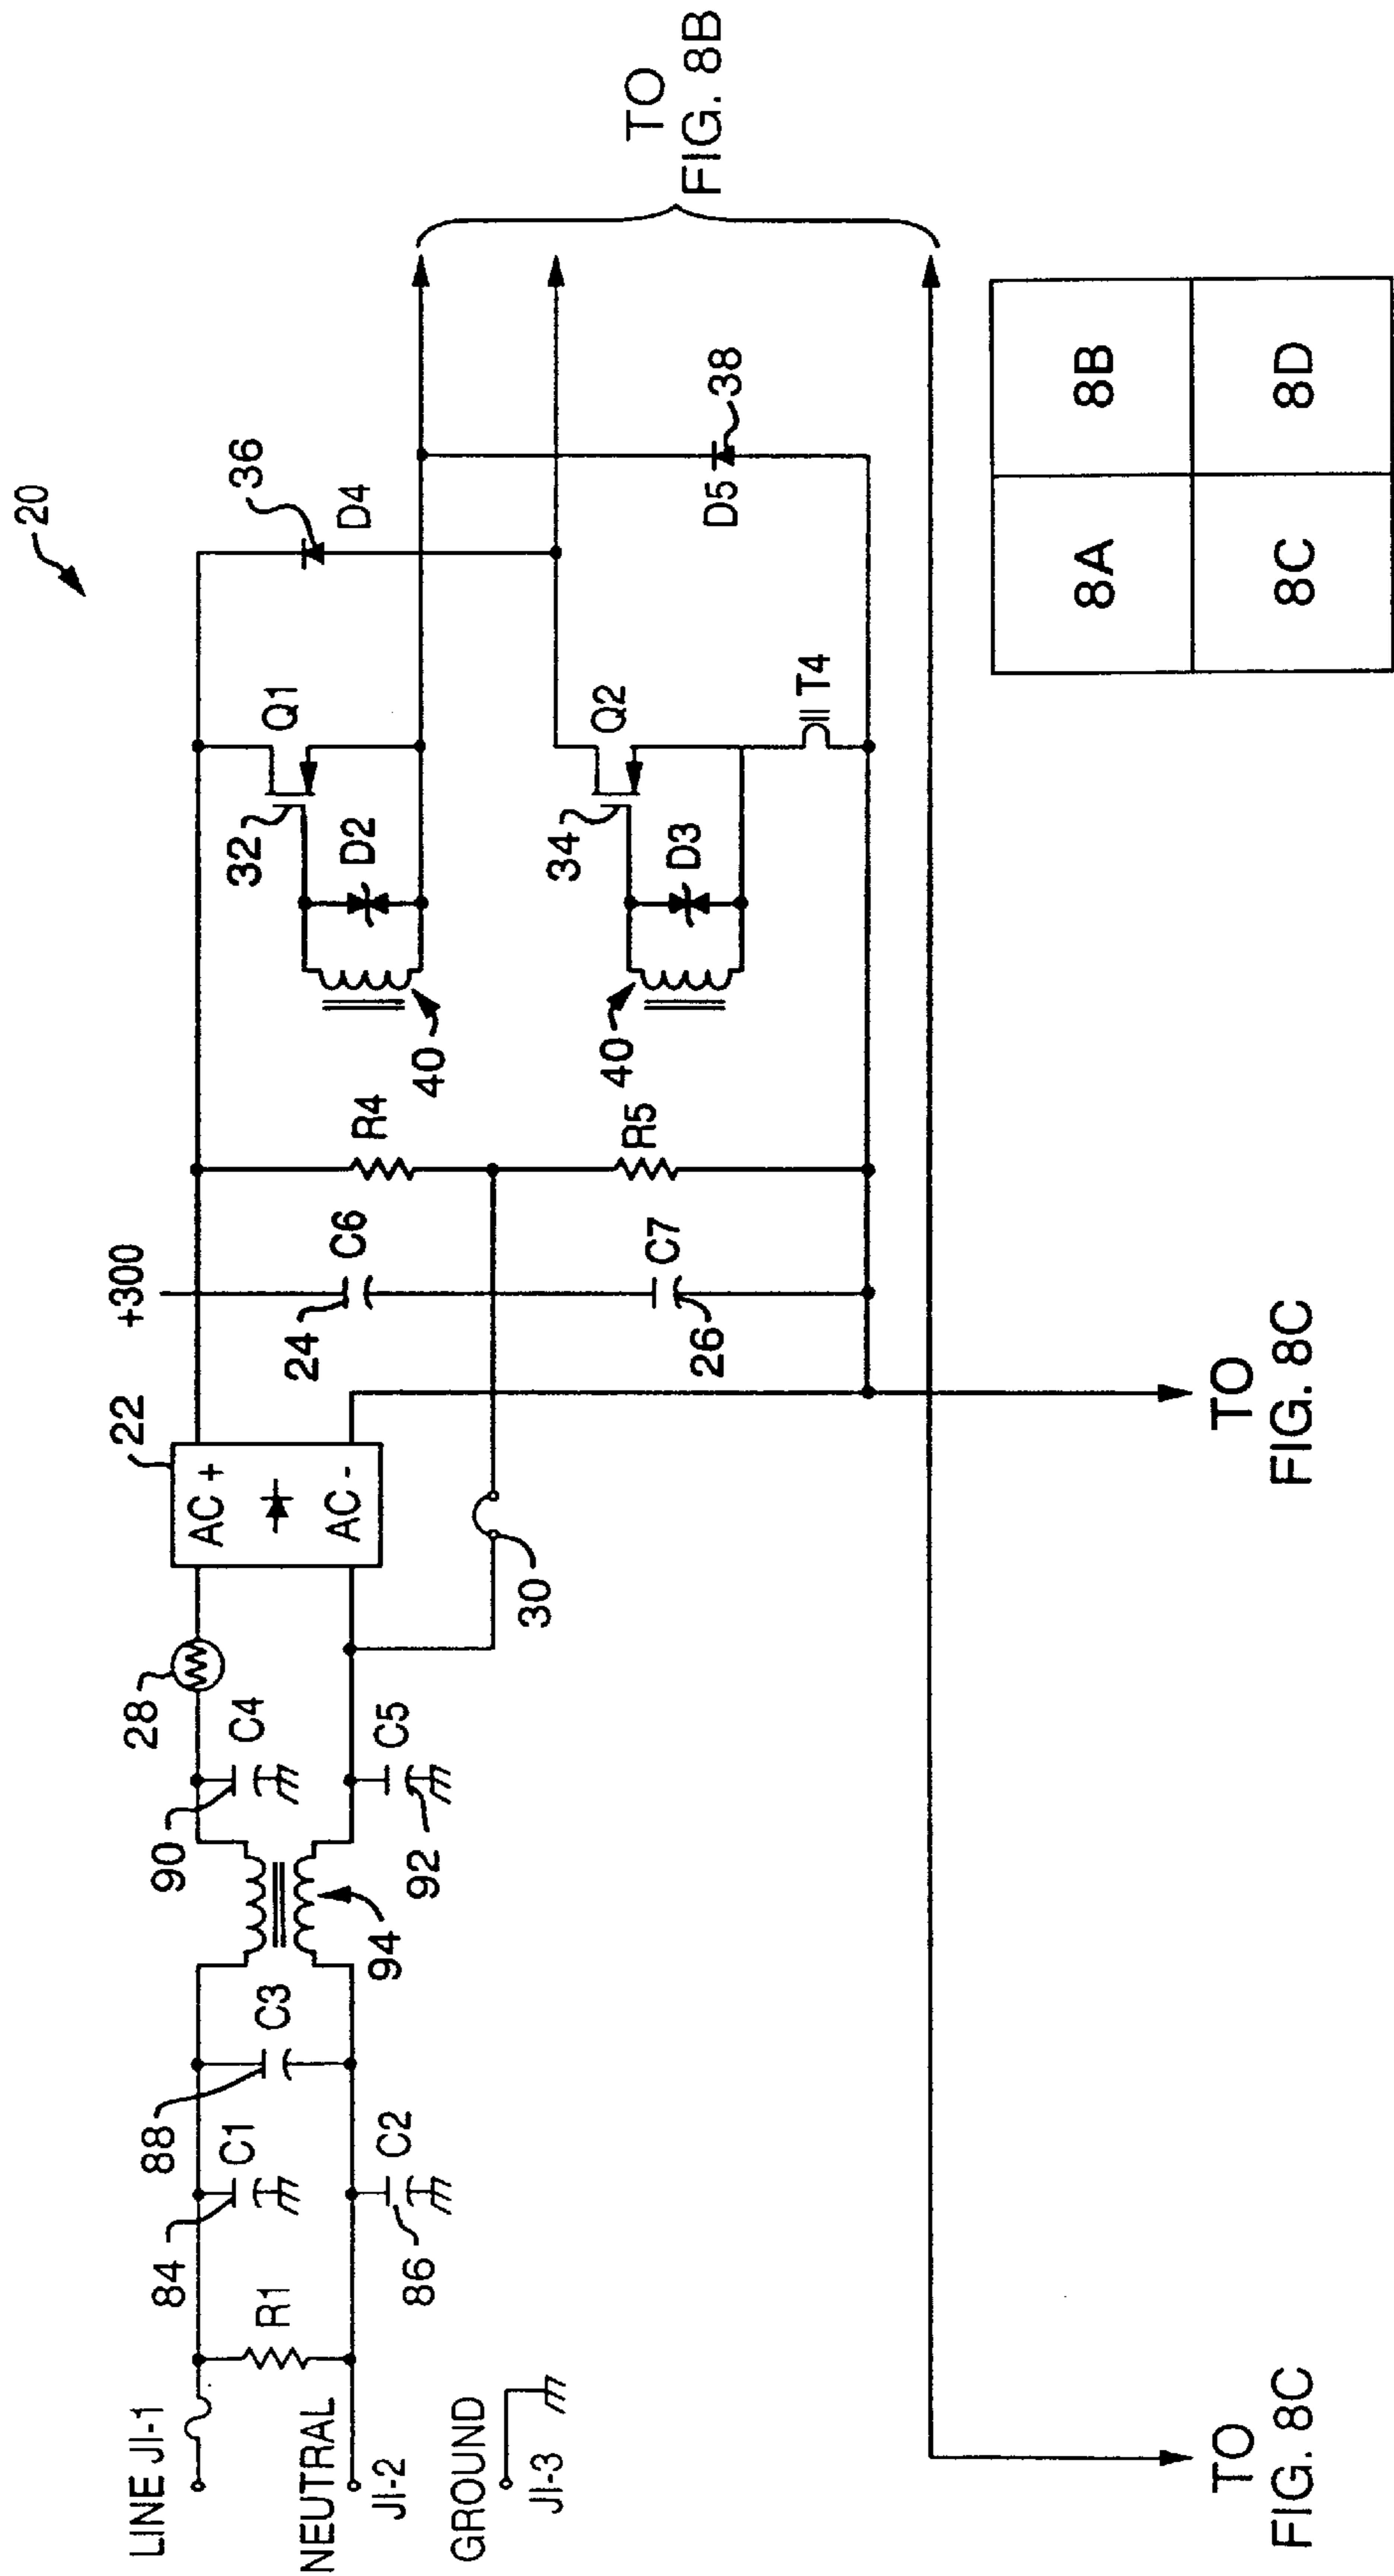 20
LINE JI-1
NEUTRAL
JI-2
GROUND
JI-3
R1
84
C1
86
C2
88
C3
94
90
C4
92
C5
28
30
22
AC +
AC -
+300
24
C6
26
C7
R4
R5
40
40
32
D2
Q1
34
D3
Q2
T4
36
D4
D5
38
TO
FIG. 8B
TO
FIG. 8C
TO
FIG. 8C
8A
8B
8C
8D